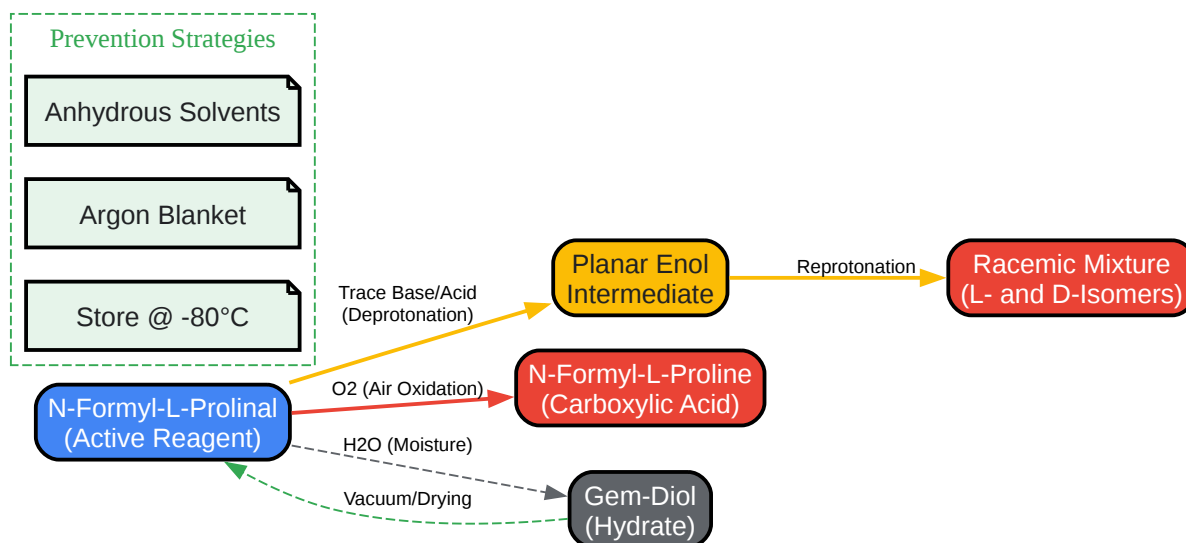 Prevention Strategies
Anhydrous Solvents
Argon Blanket
Store @ -80°C
N-Formyl-L-Prolinal
(Active Reagent)
Trace Base/Acid
(Deprotonation)
Planar Enol
Intermediate
Reprotonation
Racemic Mixture
(L- and D-Isomers)
O2 (Air Oxidation)
N-Formyl-L-Proline
(Carboxylic Acid)
H2O (Moisture)
Vacuum/Drying
Gem-Diol
(Hydrate)